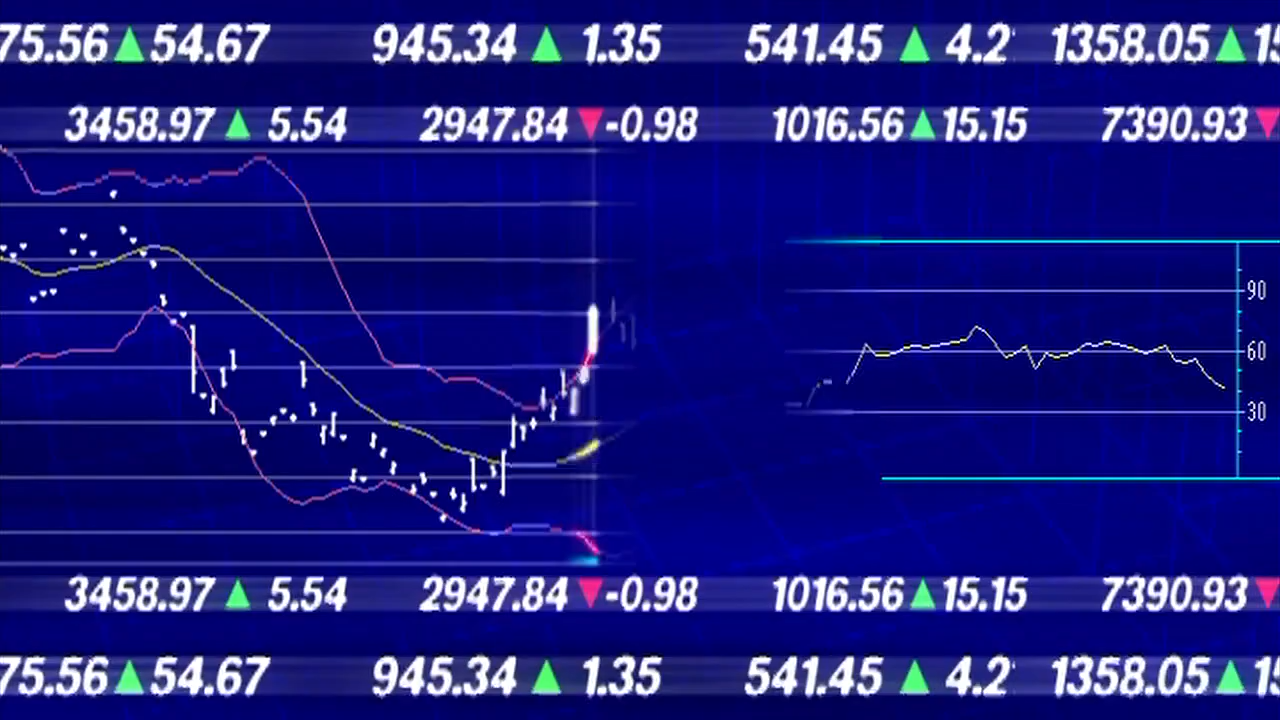 75.56 ▲ 54.67 945.34 ▲ 1.35 541.45 ▲ 4.2 1358.05 ▲ 15
3458.97 ▲ 5.54 2947.84 ▼ -0.98 1016.56 ▲ 15.15 7390.93 ▼
90
60
30
3458.97 ▲ 5.54 2947.84 ▼ -0.98 1016.56 ▲ 15.15 7390.93 ▼
75.56 ▲ 54.67 945.34 ▲ 1.35 541.45 ▲ 4.2 1358.05 ▲ 15